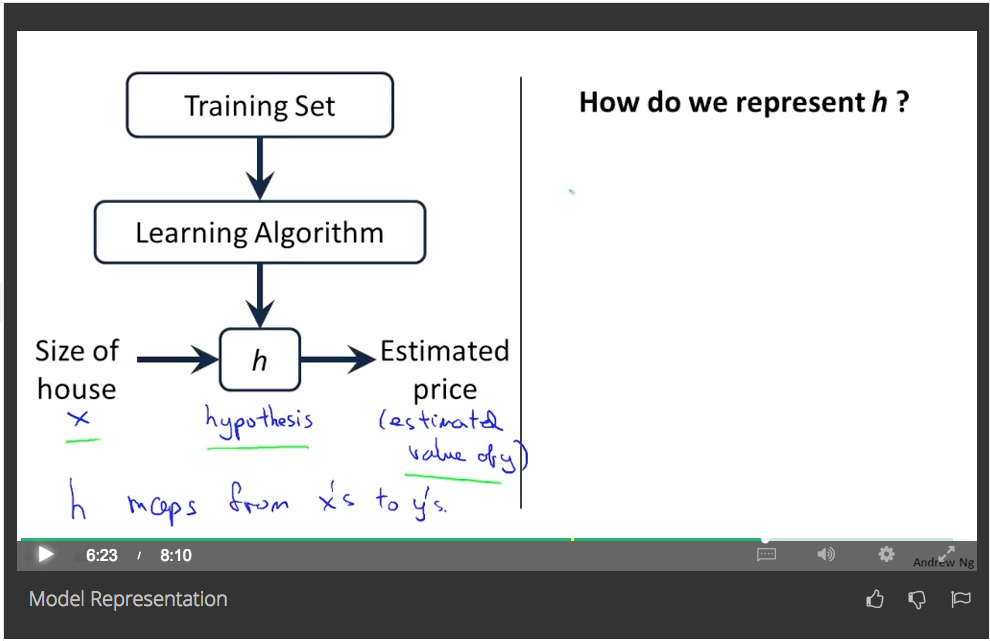 Training Set
How do we represent h ?
Learning Algorithm
Size of
house
h
Estimated
price
x
hypothesis
(estimated
value of y)
h maps from x's to y's.
6:23 / 8:10
Andrew Ng
Model Representation